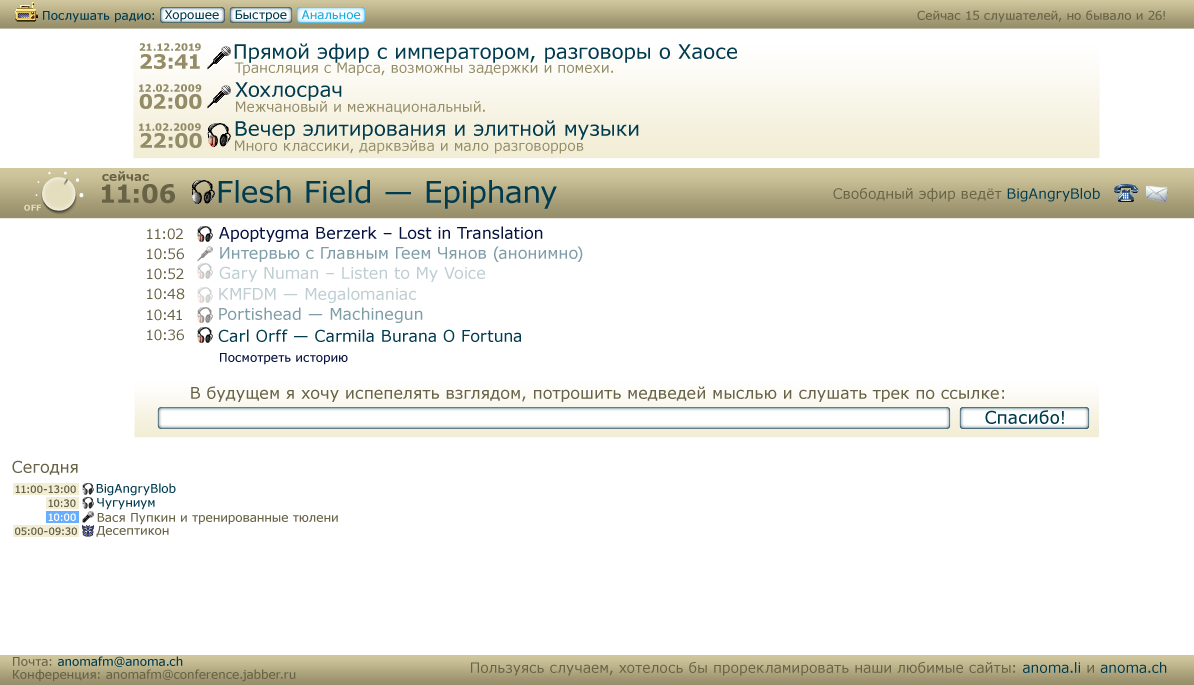 Послушать радио: Хорошее Быстрое Анальное
Сейчас 15 слушателей, но бывало и 26!
21.12.2019
23:41
Прямой эфир с императором, разговоры о Хаосе
Трансляция с Марса, возможны задержки и помехи.
12.02.2009
02:00
Хохлосрач
Межчановый и межнациональный.
11.02.2009
22:00
Вечер элитирования и элитной музыки
Много классики, дарквэйва и мало разговорров
OFF
сейчас
11:06
Flesh Field — Epiphany
Свободный эфир ведёт BigAngryBlob
11:02 Apoptygma Berzerk – Lost in Translation
10:56 Интервью с Главным Геем Чянов (анонимно)
10:52 Gary Numan – Listen to My Voice
10:48 KMFDM — Megalomaniac
10:41 Portishead — Machinegun
10:36 Carl Orff — Carmila Burana O Fortuna
Посмотреть историю
В будущем я хочу испепелять взглядом, потрошить медведей мыслью и слушать трек по ссылке:
Спасибо!
Сегодня
11:00-13:00 BigAngryBlob
10:30 Чугуниум
10:00 Вася Пупкин и тренированные тюлени
05:00-09:30 Десептикон
Почта: anomafm@anoma.ch
Конференция: anomafm@conference.jabber.ru
Пользуясь случаем, хотелось бы прорекламировать наши любимые сайты: anoma.li и anoma.ch